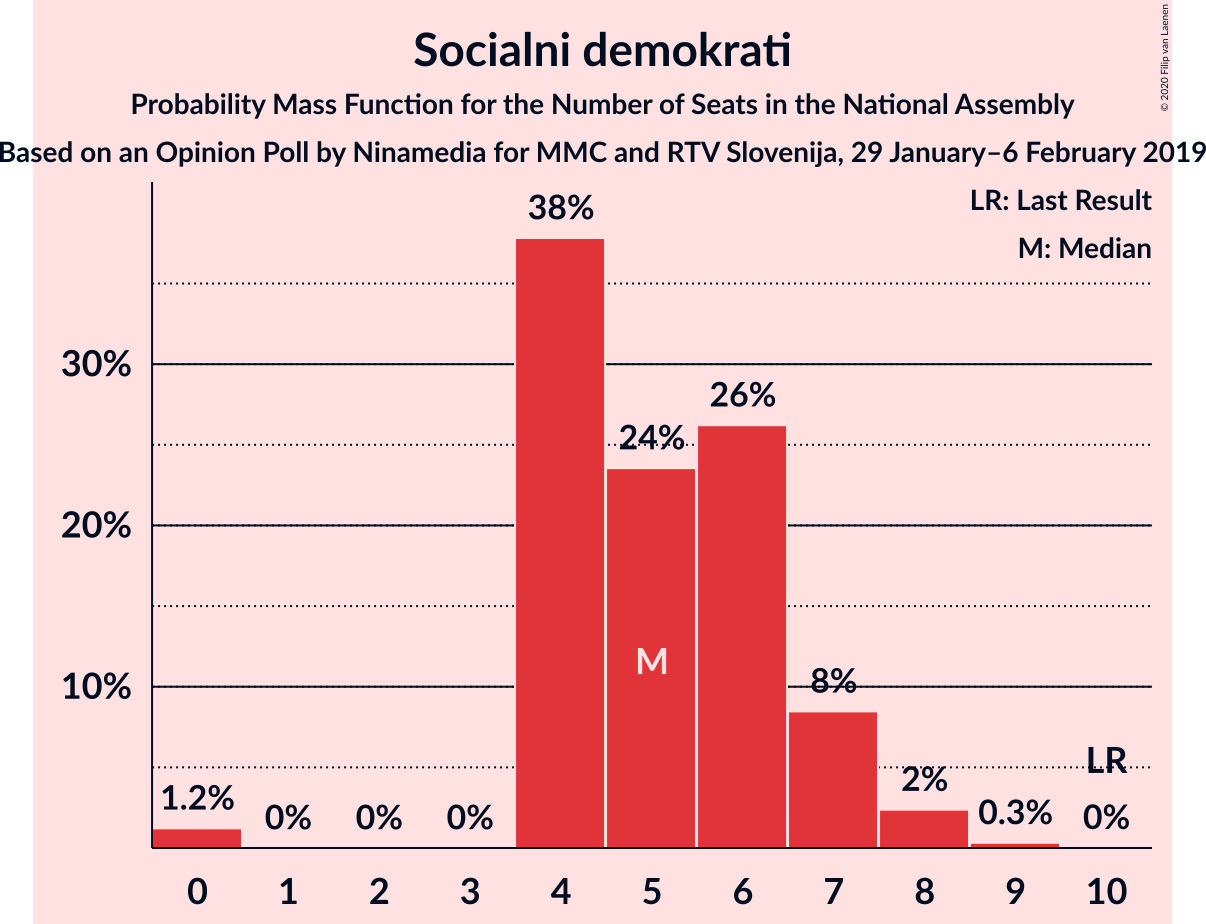 Socialni demokrati
Probability Mass Function for the Number of Seats in the National Assembly
Based on an Opinion Poll by Ninamedia for MMC and RTV Slovenija, 29 January–6 February 2019
© 2020 Filip van Laenen
LR: Last Result
M: Median
38%
30%
26%
24%
20%
M
10%
8%
LR
1.2%
0%
0%
0%
2%
0.3%
0%
0 1 2 3 4 5 6 7 8 9 10